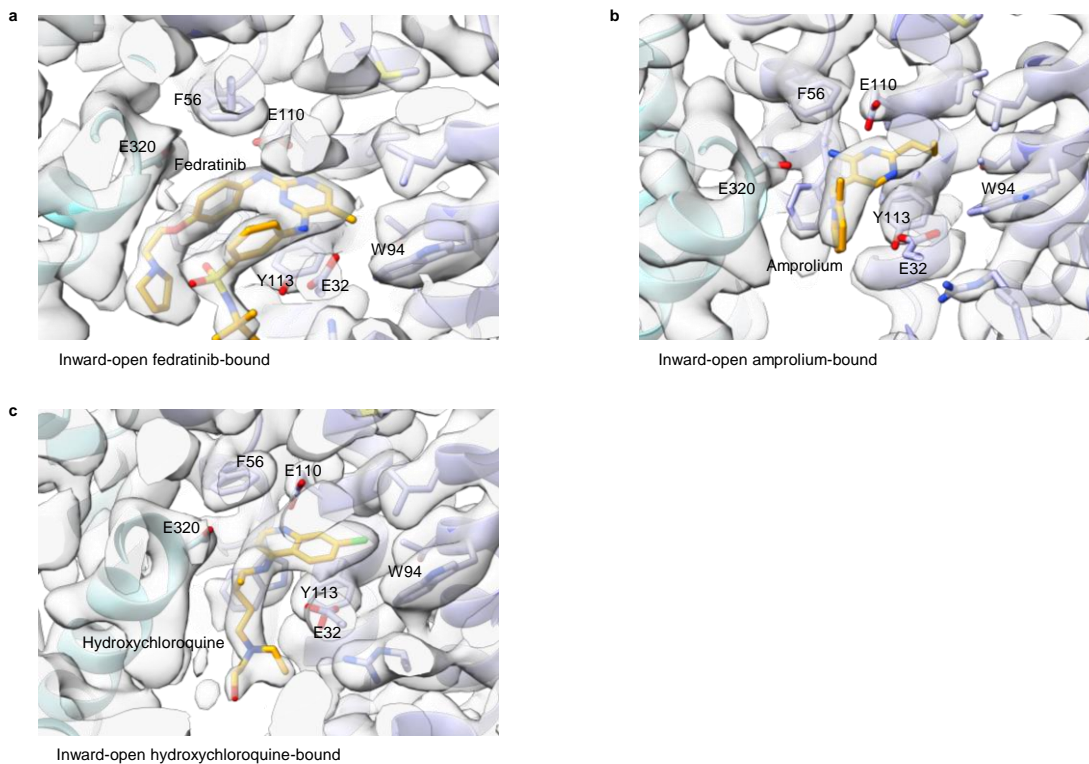 a
F56
E110
E320
Fedratinib
W94
Y113
E32
Inward-open fedratinib-bound
b
F56
E110
E320
W94
Y113
Amprolium
E32
Inward-open amprolium-bound
c
F56
E110
E320
W94
Y113
E32
Hydroxychloroquine
Inward-open hydroxychloroquine-bound